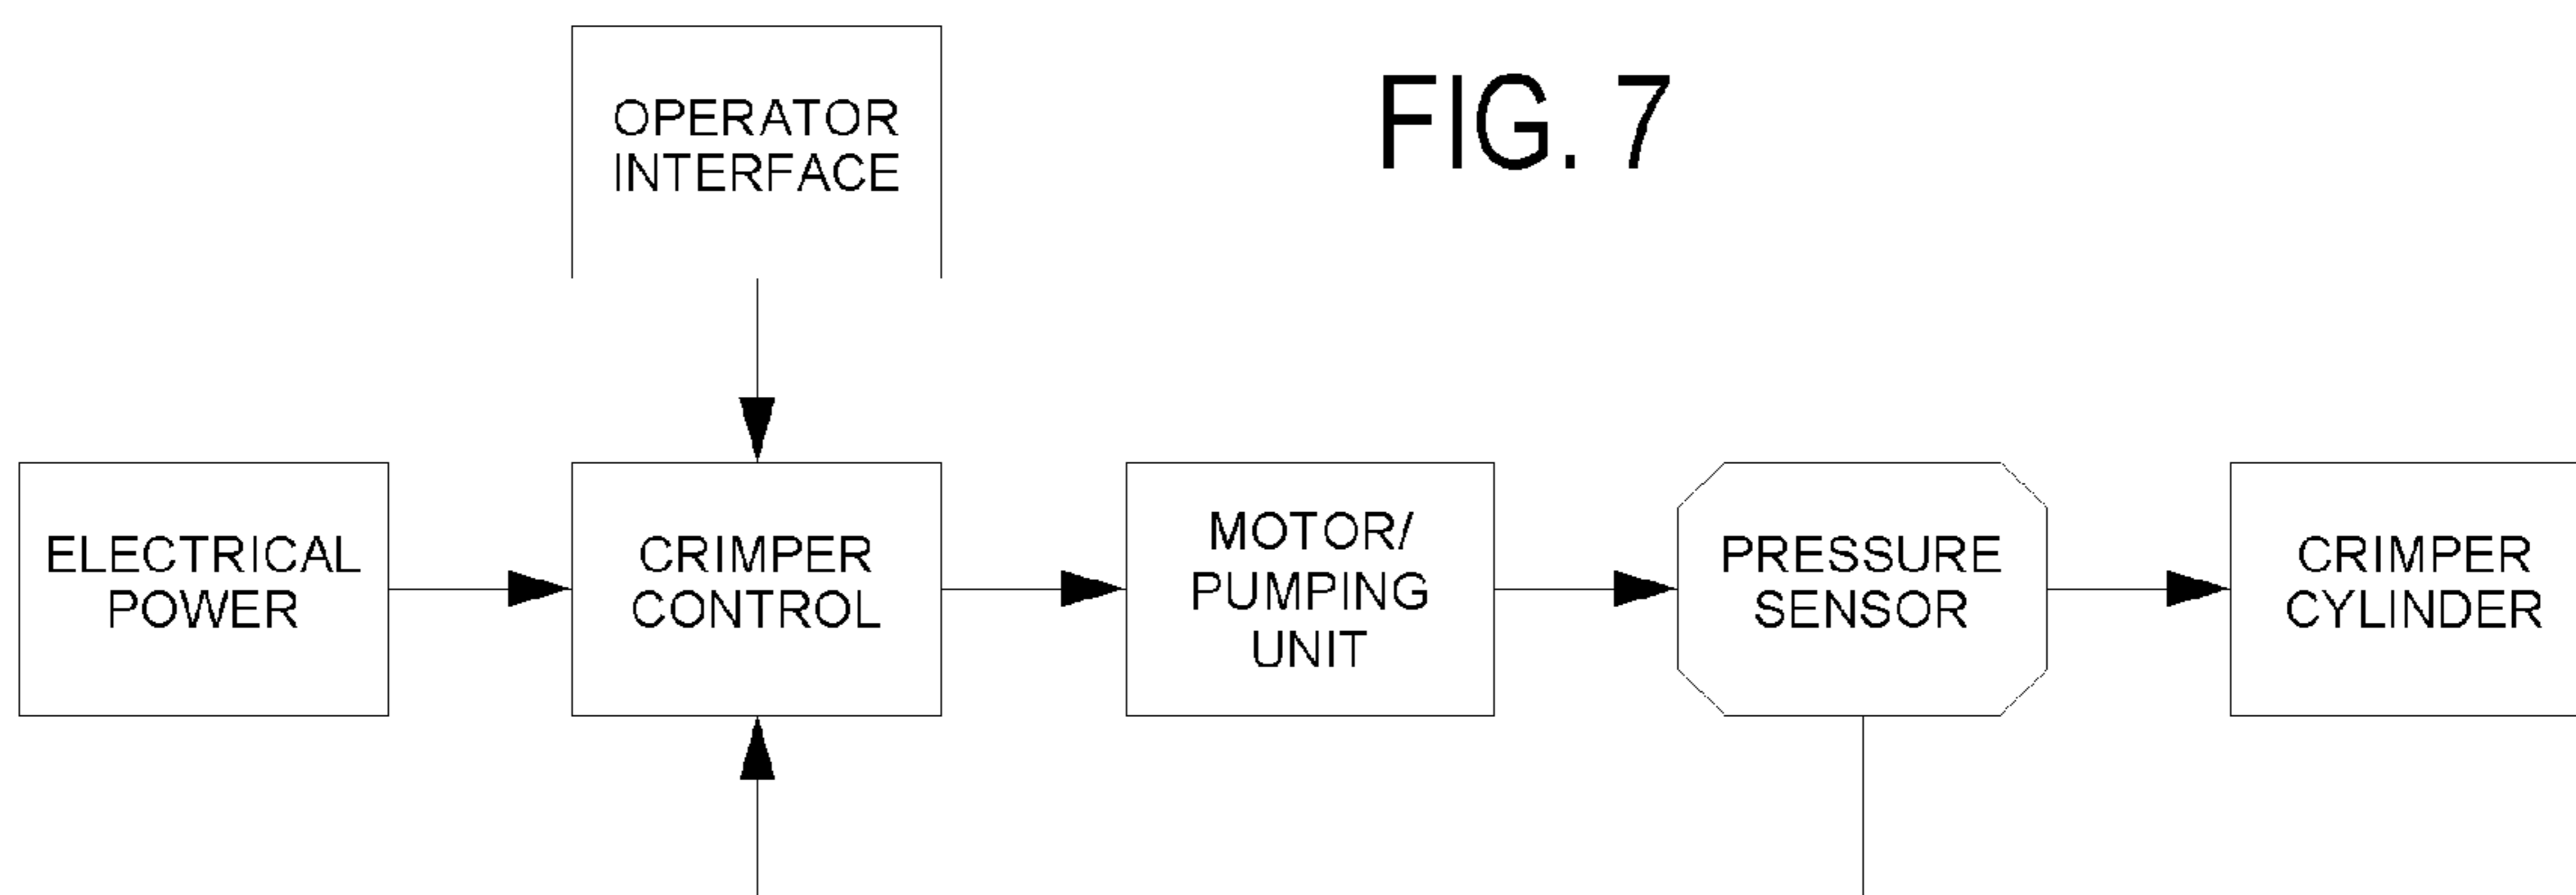 FIG. 7
OPERATOR
INTERFACE
ELECTRICAL
POWER
CRIMPER
CONTROL
MOTOR/
PUMPING
UNIT
PRESSURE
SENSOR
CRIMPER
CYLINDER